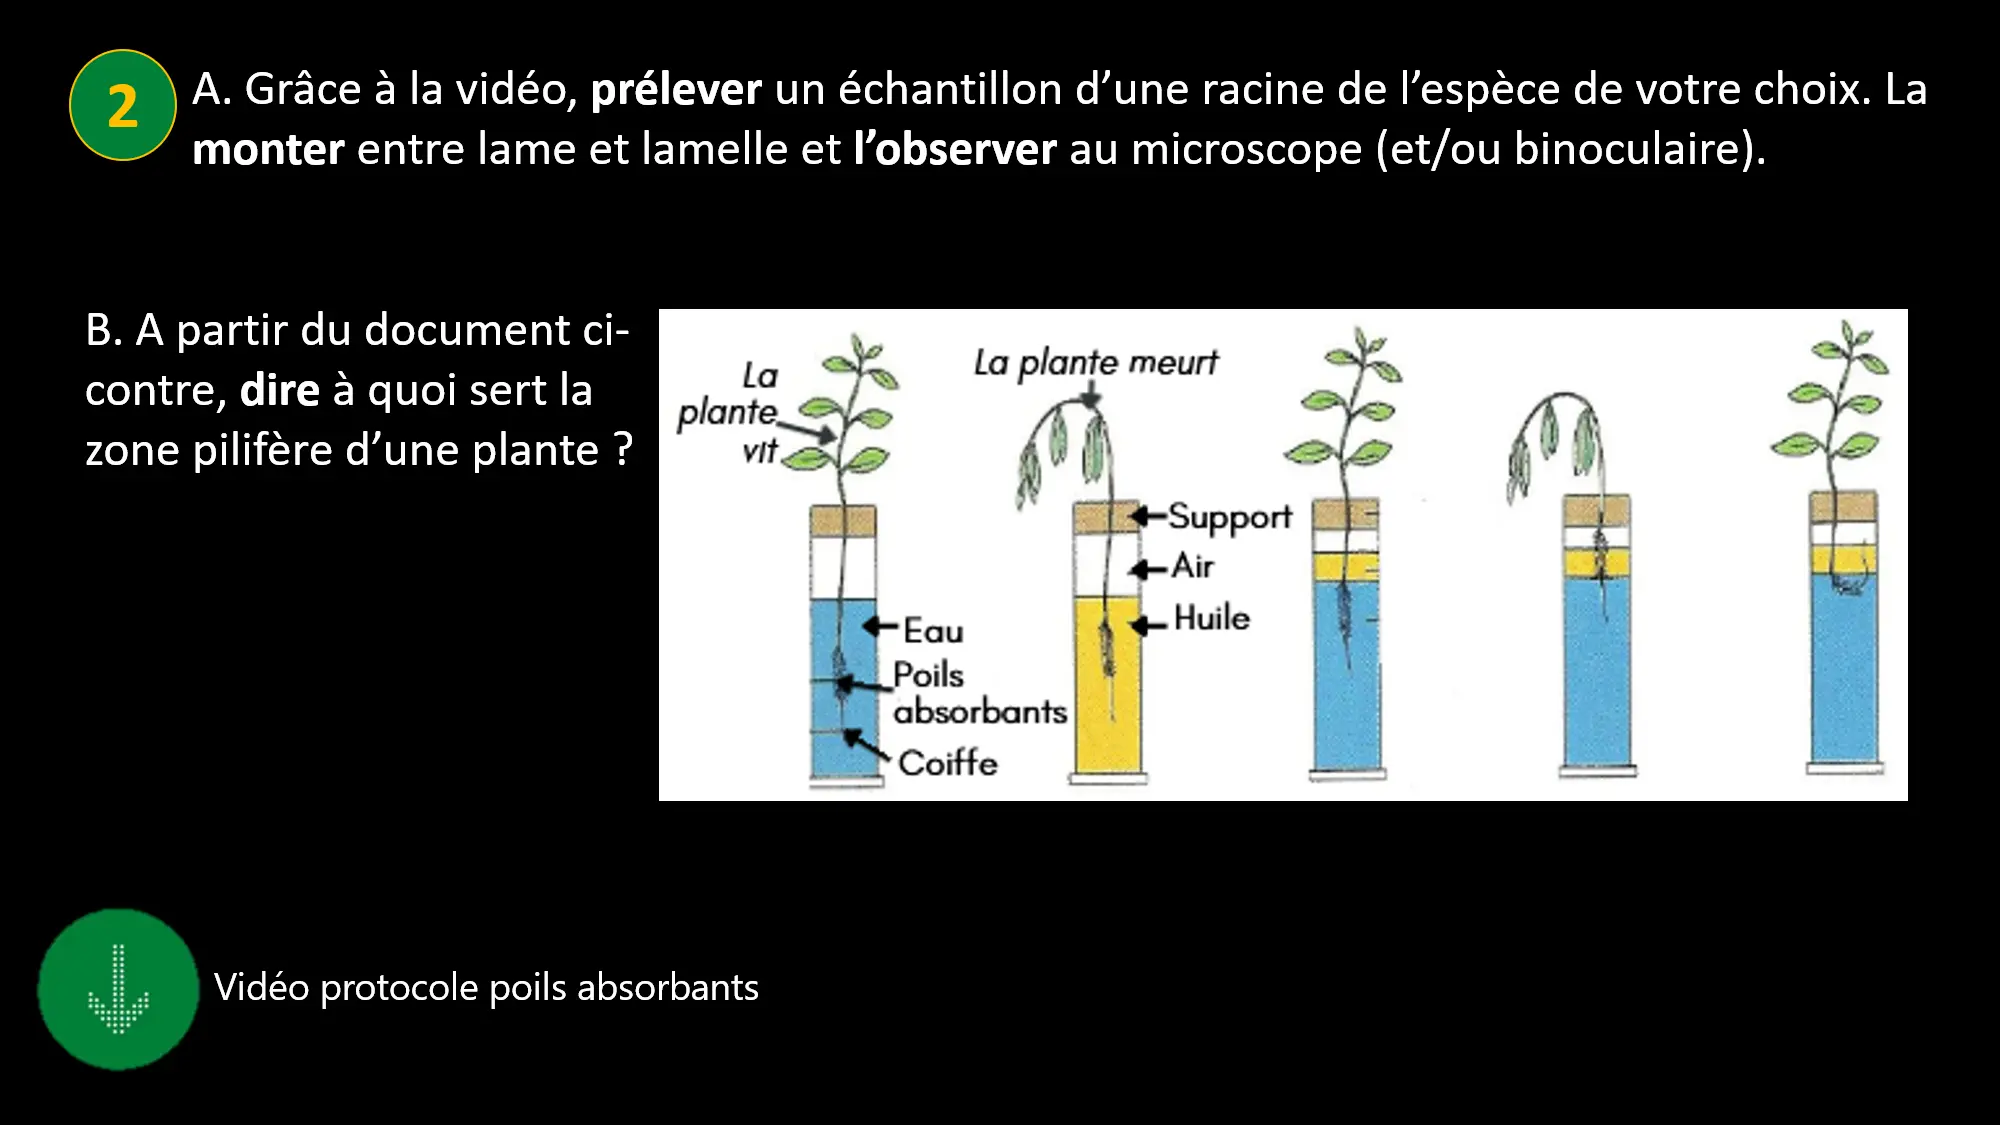 2
A. Grâce à la vidéo, prélever un échantillon d’une racine de l’espèce de votre choix. La
monter entre lame et lamelle et l’observer au microscope (et/ou binoculaire).
B. A partir du document ci-
contre, dire à quoi sert la
zone pilifère d’une plante ?
La
plante
vit
La plante meurt
Support
Air
Huile
Eau
Poils
absorbants
Coiffe
Vidéo protocole poils absorbants